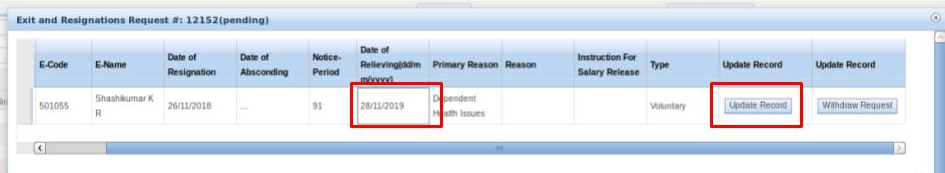 Exit and Resignations Request #: 12152(pending)
E-Code E-Name Date of Resignation Date of Absconding Notice-Period Date of Relieving(dd/mm/yyyy) Primary Reason Reason Instruction For Salary Release Type Update Record Update Record
501055 Shashikumar K R 26/11/2018 ... 91 28/11/2019 Dependent Health Issues Voluntary Update Record Withdraw Request